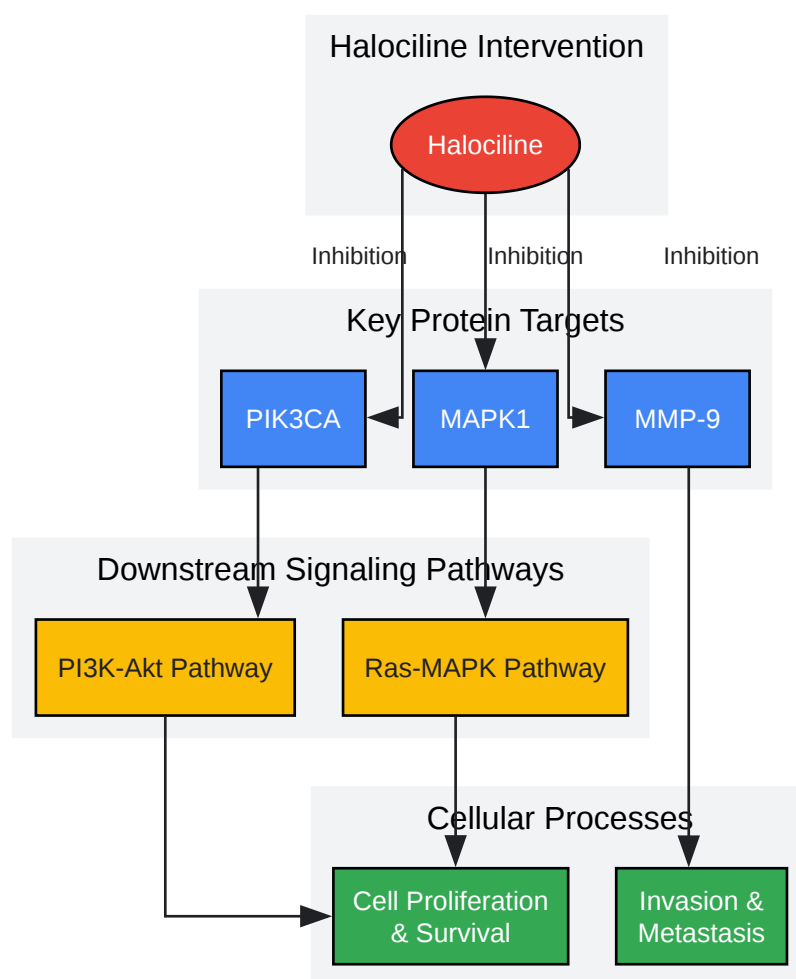 Halociline Intervention
Halociline
Inhibition Inhibition Inhibition
Key Protein Targets
PIK3CA MAPK1 MMP-9
Downstream Signaling Pathways
PI3K-Akt Pathway Ras-MAPK Pathway
Cellular Processes
Cell Proliferation
& Survival
Invasion &
Metastasis